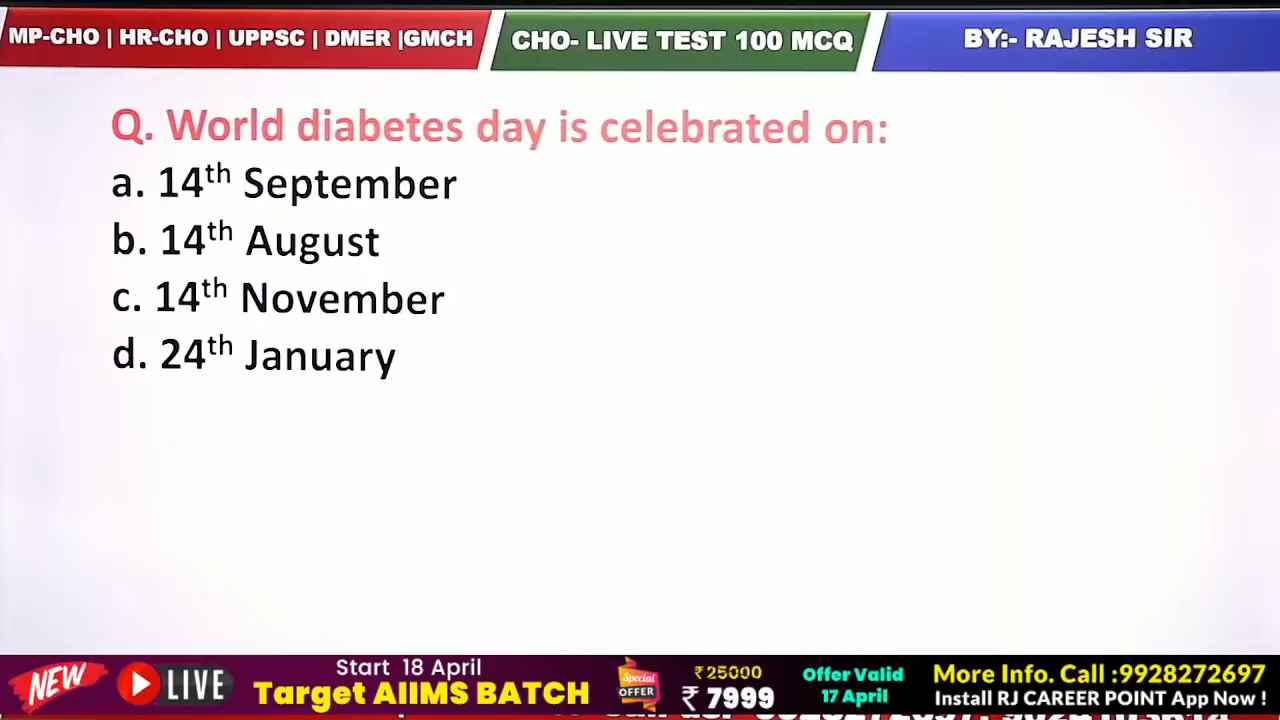 MP-CHO | HR-CHO | UPPSC | DMER |GMCH
CHO- LIVE TEST 100 MCQ
BY:- RAJESH SIR
Q. World diabetes day is celebrated on:
a. 14th September
b. 14th August
c. 14th November
d. 24th January
NEW
LIVE
Start 18 April
Target AIIMS BATCH
Special OFFER
₹25000
₹ 7999
Offer Valid
17 April
More Info. Call :9928272697
Install RJ CAREER POINT App Now !